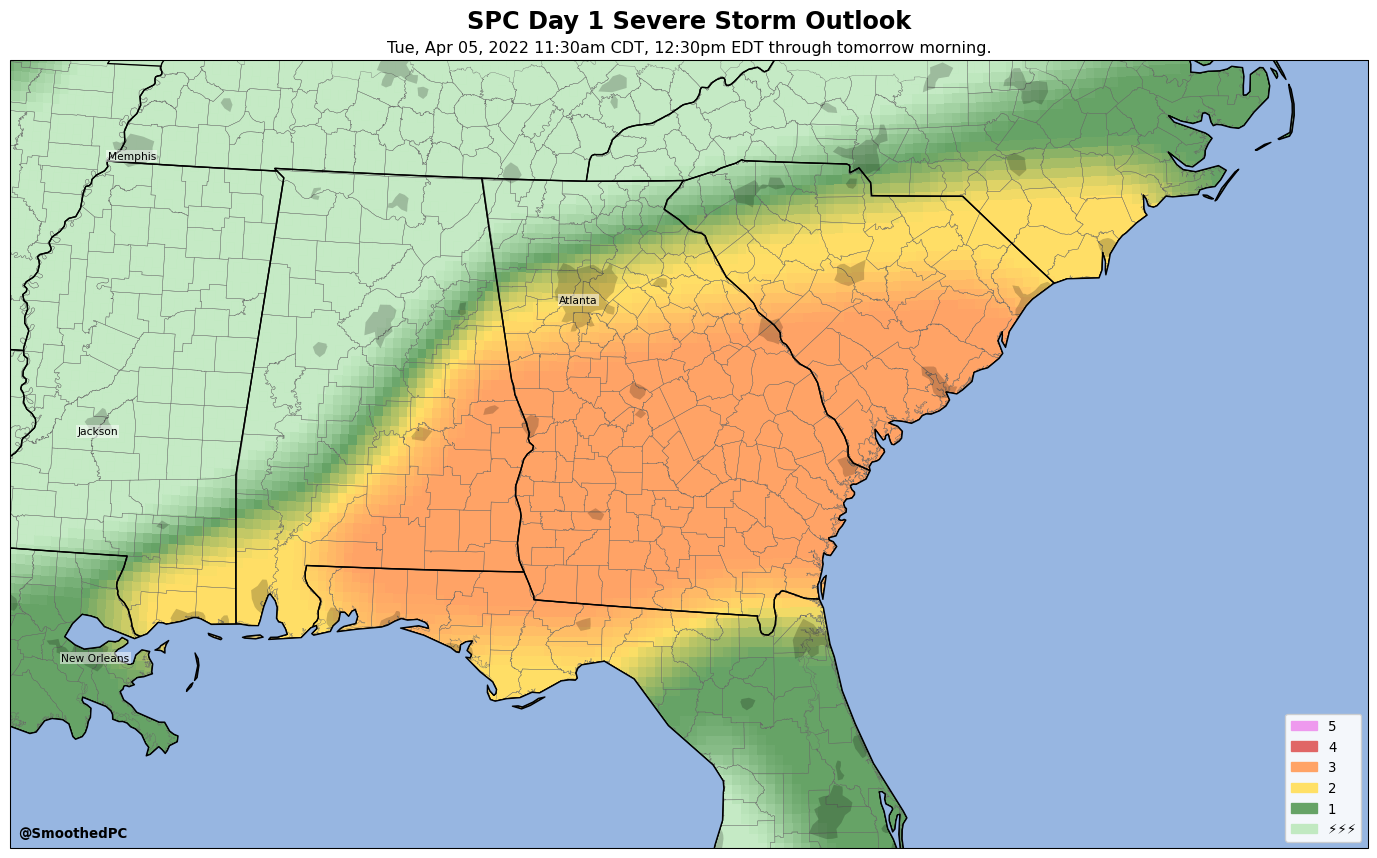 SPC Day 1 Severe Storm Outlook
Tue, Apr 05, 2022 11:30am CDT, 12:30pm EDT through tomorrow morning.
Memphis
Atlanta
Jackson
New Orleans
5
4
3
2
1
⚡⚡⚡
@SmoothedPC